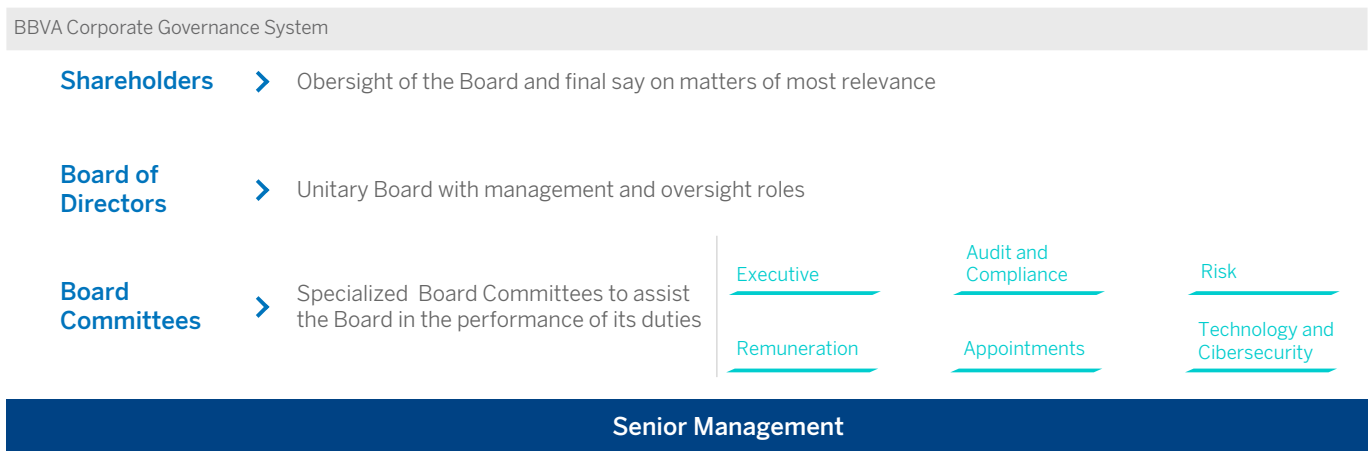 BBVA Corporate Governance System
Shareholders
Obersight of the Board and final say on matters of most relevance
Board of
Directors
Unitary Board with management and oversight roles
Board
Committees
Specialized Board Committees to assist
the Board in the performance of its duties
Executive
Audit and
Compliance
Risk
Remuneration
Appointments
Technology and
Cibersecurity
Senior Management